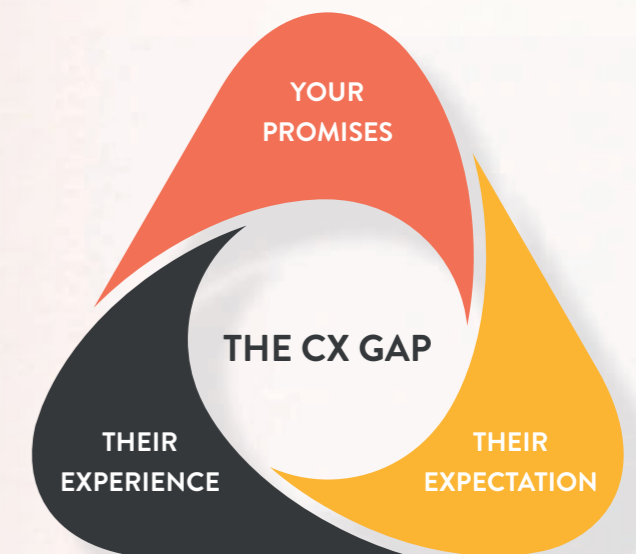 YOUR
PROMISES
THE CX GAP
THEIR
EXPERIENCE
THEIR
EXPECTATION